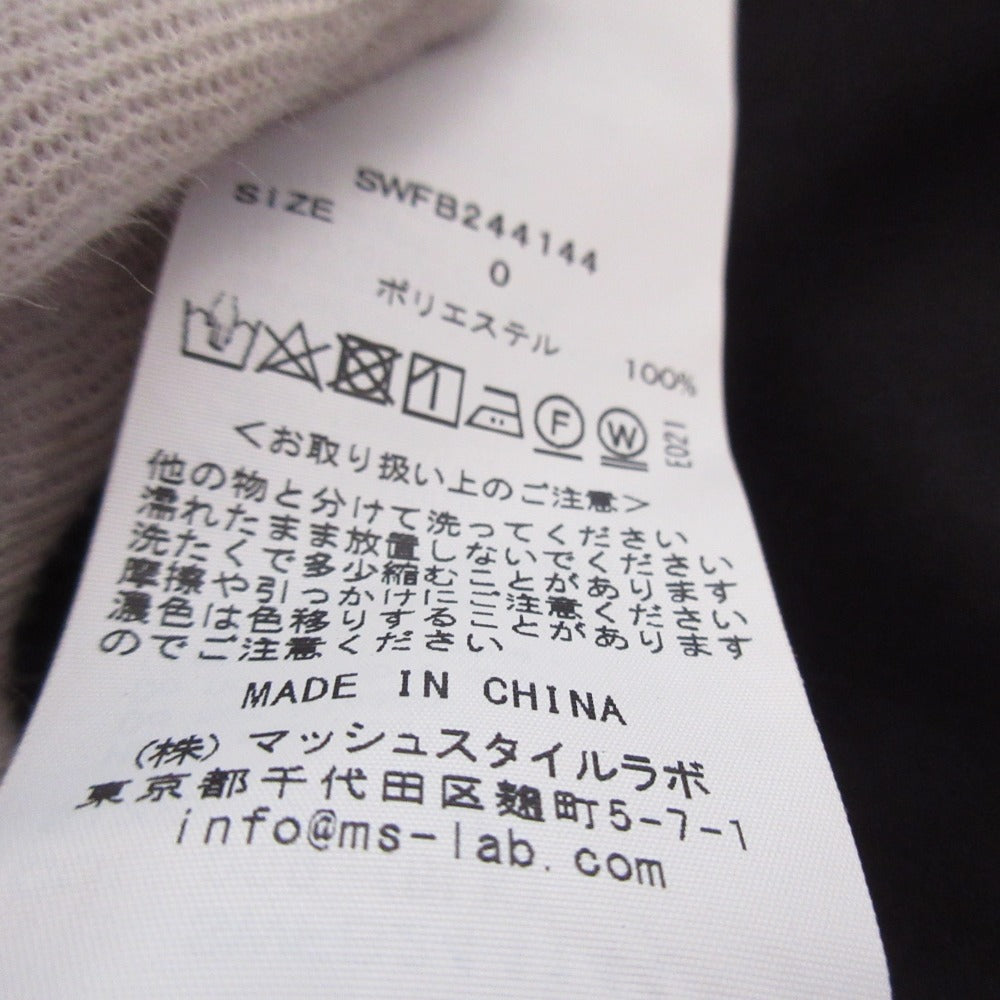 SWFB244144
SIZE 0
ポリエステル 100%
F W E021
<お取り扱い上のご注意>
他の物と分けて洗ってください
濡れたまま放置しないでください
洗たくで多少縮むことがあります
摩擦や引っかけにご注意ください
濃色は色移りすることがあります
のでご注意ください
MADE IN CHINA
(株)マッシュスタイルラボ
東京都千代田区麹町5-7-1
info@ms-lab.com